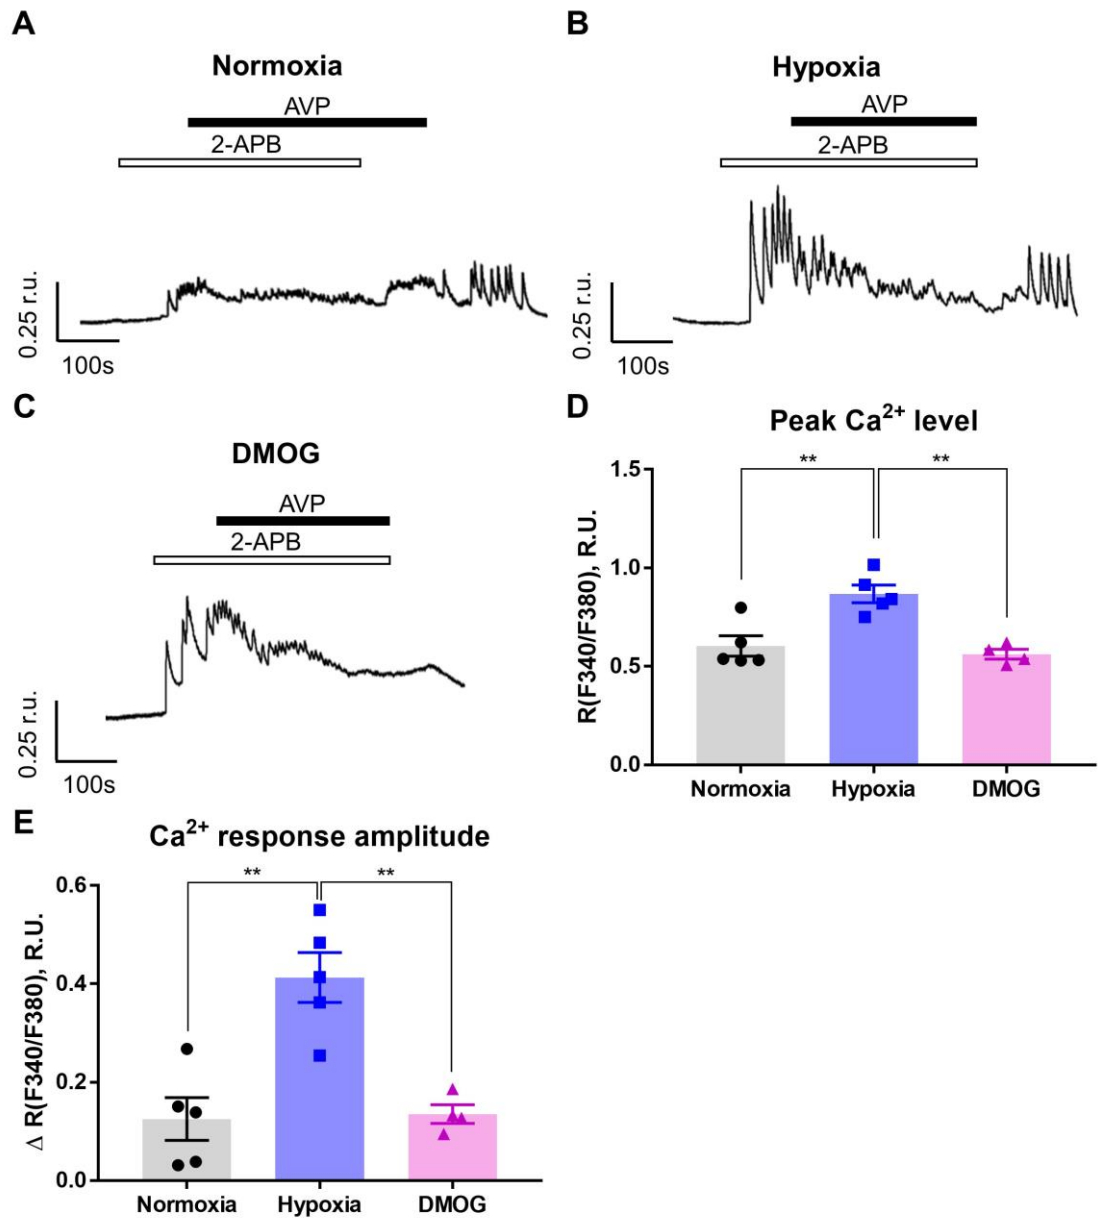 A
Normoxia
AVP
2-APB
0.25 r.u.
100s
B
Hypoxia
AVP
2-APB
0.25 r.u.
100s
C
DMOG
AVP
2-APB
0.25 r.u.
100s
D
Peak Ca²⁺ level
** **
R(F340/F380), R.U.
1.5
1.0
0.5
0.0
Normoxia Hypoxia DMOG
E
Ca²⁺ response amplitude
** **
Δ R(F340/F380), R.U.
0.6
0.4
0.2
0.0
Normoxia Hypoxia DMOG